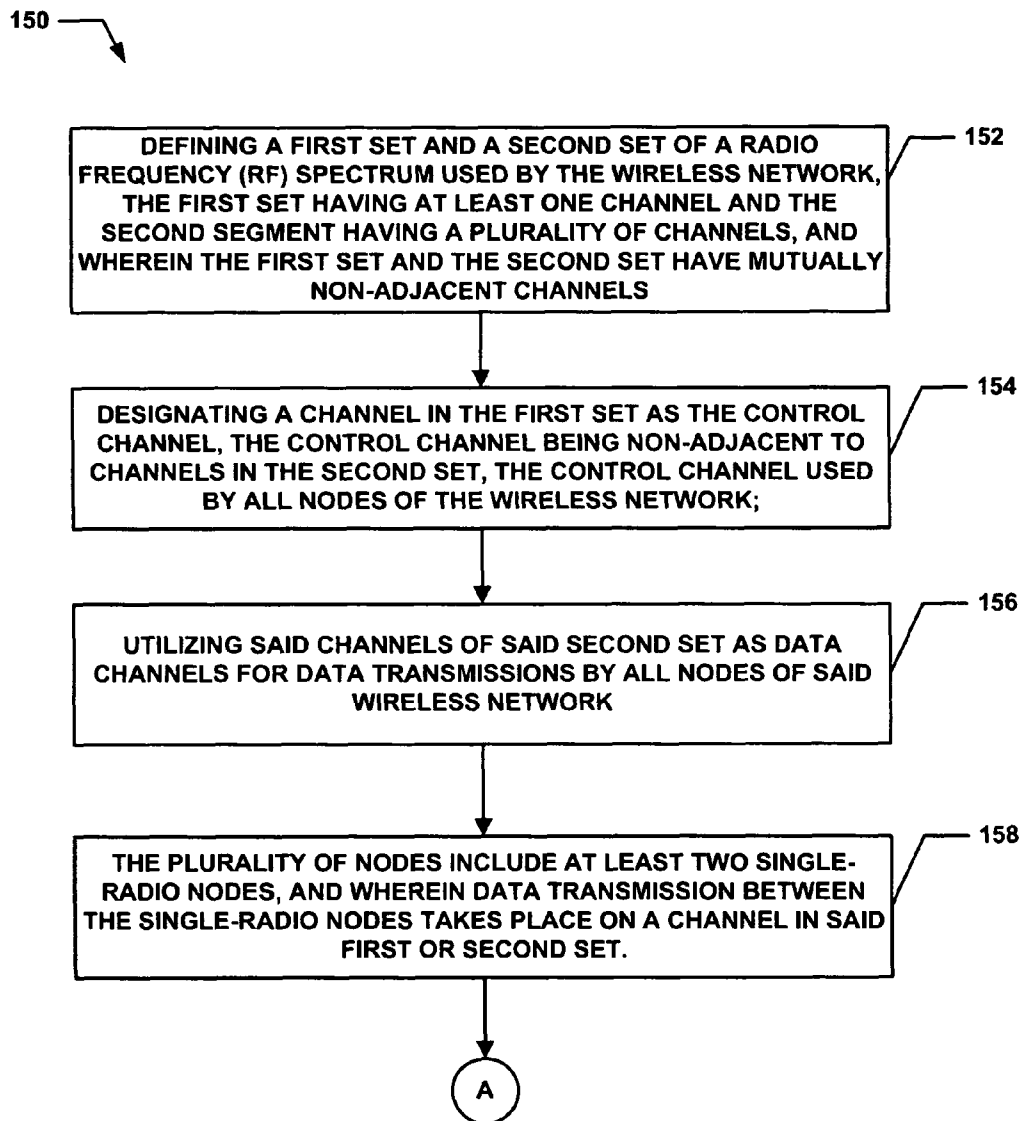 150
DEFINING A FIRST SET AND A SECOND SET OF A RADIO
FREQUENCY (RF) SPECTRUM USED BY THE WIRELESS NETWORK,
THE FIRST SET HAVING AT LEAST ONE CHANNEL AND THE
SECOND SEGMENT HAVING A PLURALITY OF CHANNELS, AND
WHEREIN THE FIRST SET AND THE SECOND SET HAVE MUTUALLY
NON-ADJACENT CHANNELS
152
DESIGNATING A CHANNEL IN THE FIRST SET AS THE CONTROL
CHANNEL, THE CONTROL CHANNEL BEING NON-ADJACENT TO
CHANNELS IN THE SECOND SET, THE CONTROL CHANNEL USED
BY ALL NODES OF THE WIRELESS NETWORK;
154
UTILIZING SAID CHANNELS OF SAID SECOND SET AS DATA
CHANNELS FOR DATA TRANSMISSIONS BY ALL NODES OF SAID
WIRELESS NETWORK
156
THE PLURALITY OF NODES INCLUDE AT LEAST TWO SINGLE-
RADIO NODES, AND WHEREIN DATA TRANSMISSION BETWEEN
THE SINGLE-RADIO NODES TAKES PLACE ON A CHANNEL IN SAID
FIRST OR SECOND SET.
158
A